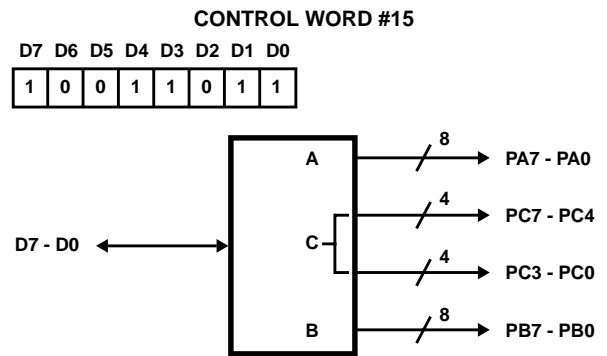 CONTROL WORD #15
D7 D6 D5 D4 D3 D2 D1 D0
1 0 0 1 1 0 1 1
A 8 PA7 - PA0
4 PC7 - PC4
D7 - D0 C
4 PC3 - PC0
B 8 PB7 - PB0